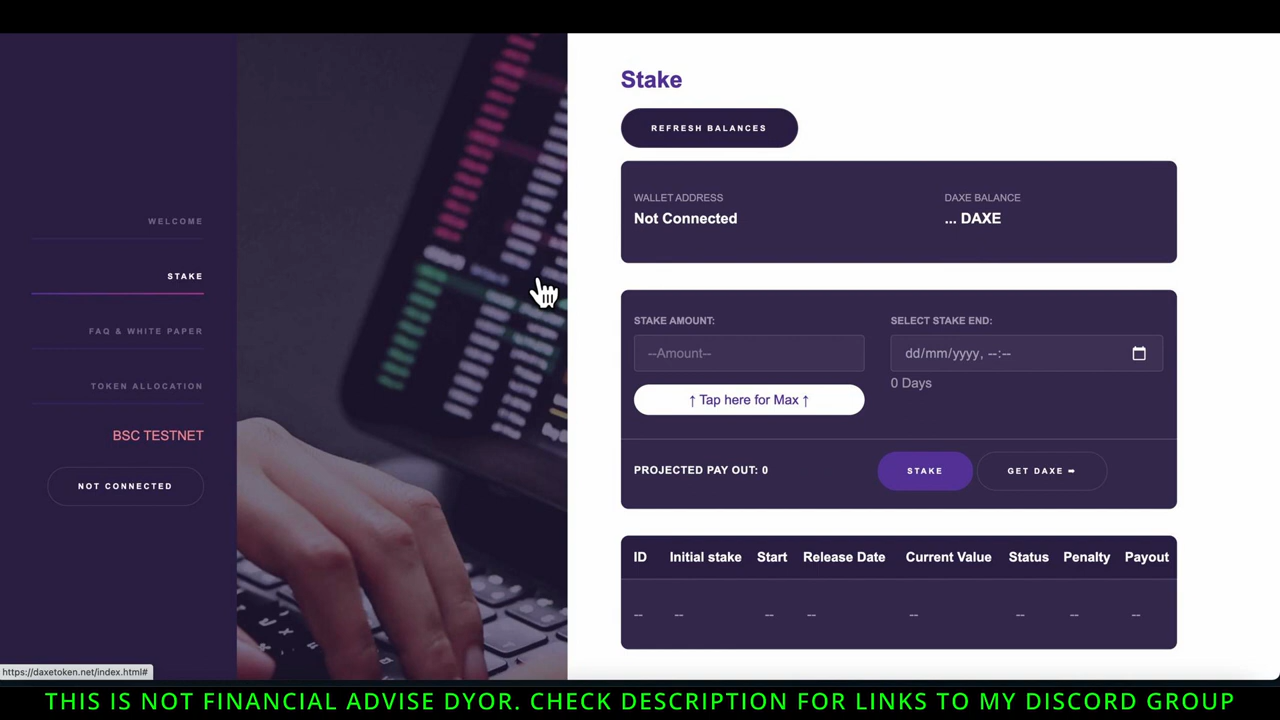 WELCOME
STAKE
FAQ & WHITE PAPER
TOKEN ALLOCATION
BSC TESTNET
NOT CONNECTED
https://daxetoken.net/index.html#
Stake
REFRESH BALANCES
WALLET ADDRESS
Not Connected
DAXE BALANCE
... DAXE
STAKE AMOUNT:
--Amount--
↑ Tap here for Max ↑
SELECT STAKE END:
dd/mm/yyyy, --:--
0 Days
PROJECTED PAY OUT: 0
STAKE
GET DAXE ➡
ID Initial stake Start Release Date Current Value Status Penalty Payout
-- -- -- -- -- -- -- --
THIS IS NOT FINANCIAL ADVISE DYOR. CHECK DESCRIPTION FOR LINKS TO MY DISCORD GROUP